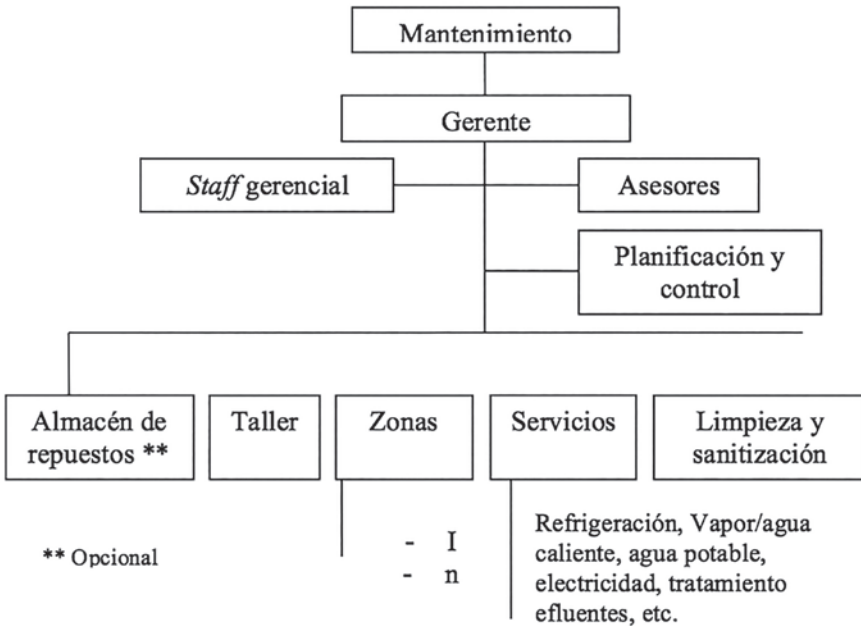 Mantenimiento
Gerente
Staff gerencial
Asesores
Planificación y
control
Almacén de
repuestos **
Taller
Zonas
Servicios
Limpieza y
sanitización
** Opcional
- I
- n
Refrigeración, Vapor/agua
caliente, agua potable,
electricidad, tratamiento
efluentes, etc.